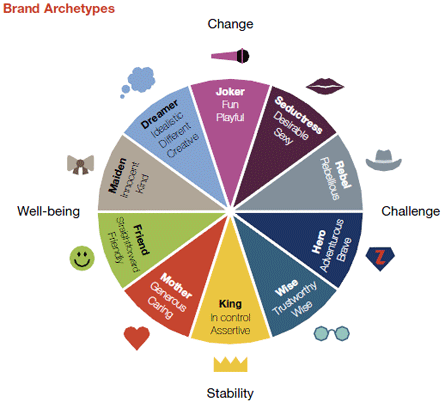 Brand Archetypes
Change
Joker
Fun
Playful
Seductress
Desirable
Sexy
Rebel
Rebellious
Challenge
Hero
Adventurous
Brave
Z
Wise
Trustworthy
Wise
King
In control
Assertive
Stability
Mother
Generous
Caring
Friend
Straightforward
Friendly
Well-being
Maiden
Innocent
Kind
Dreamer
Idealistic
Different
Creative